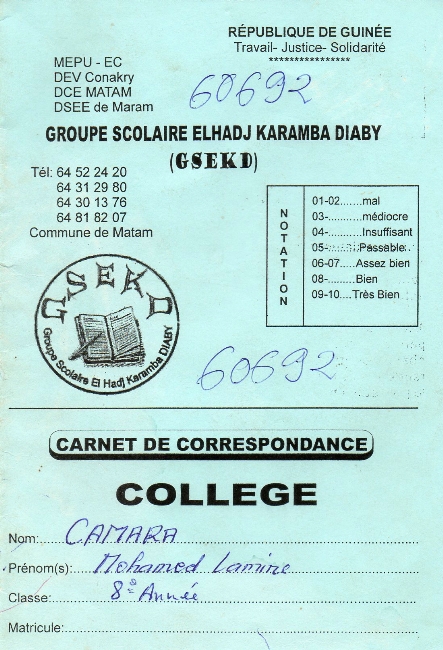 RÉPUBLIQUE DE GUINÉE
Travail- Justice- Solidarité
****************
MEPU - EC
DEV Conakry
DCE MATAM
DSEE de Maram
60692
GROUPE SCOLAIRE ELHADJ KARAMBA DIABY
(GSEKD)
Tél: 64 52 24 20
64 31 29 80
64 30 13 76
64 81 82 07
Commune de Matam
NOTATION
01-02.......mal
03-..........médiocre
04-..........Insuffisant
05-..........Passable
06-07......Assez bien
08-..........Bien
09-10....Très Bien
GSEKD
Groupe Scolaire El Hadj Karamba DIABY
60692
CARNET DE CORRESPONDANCE
COLLEGE
Nom: CAMARA
Prénom(s): Mohamed Lamine
Classe: 8e Année
Matricule: